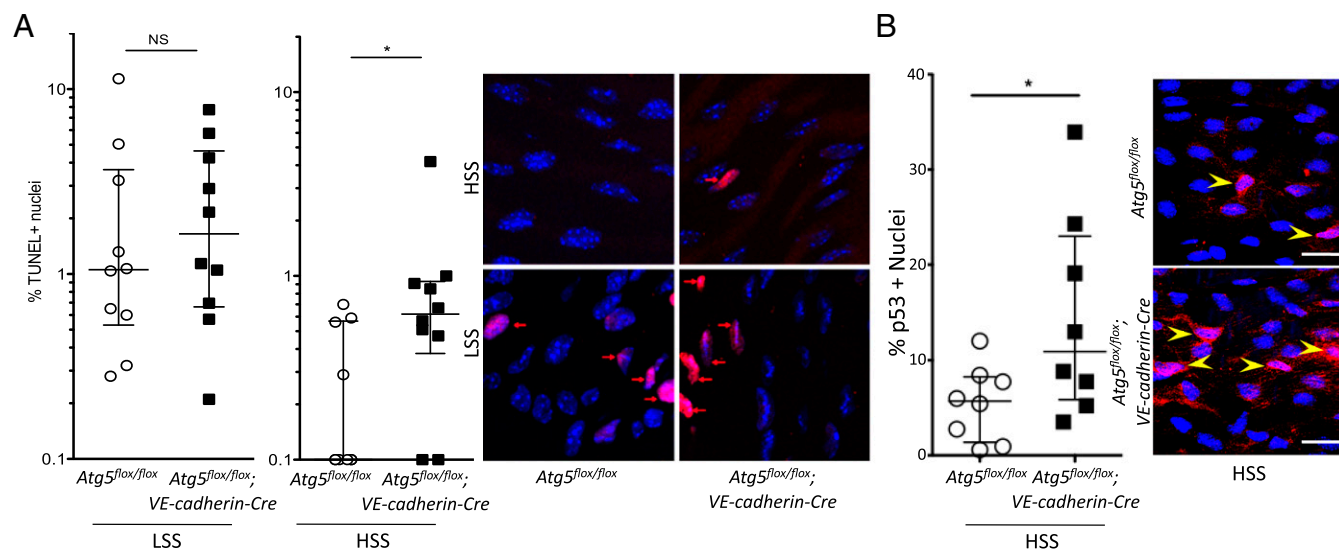 A
% TUNEL+ nuclei
10
1
0.1
NS
Atg5flox/flox
Atg5flox/flox;
VE-cadherin-Cre
LSS
10
1
0.1
*
Atg5flox/flox
Atg5flox/flox;
VE-cadherin-Cre
HSS
HSS
LSS
Atg5flox/flox
Atg5flox/flox;
VE-cadherin-Cre
B
% p53 + Nuclei
40
30
20
10
0
*
Atg5flox/flox
Atg5flox/flox;
VE-cadherin-Cre
HSS
Atg5flox/flox
Atg5flox/flox;
VE-cadherin-Cre
HSS